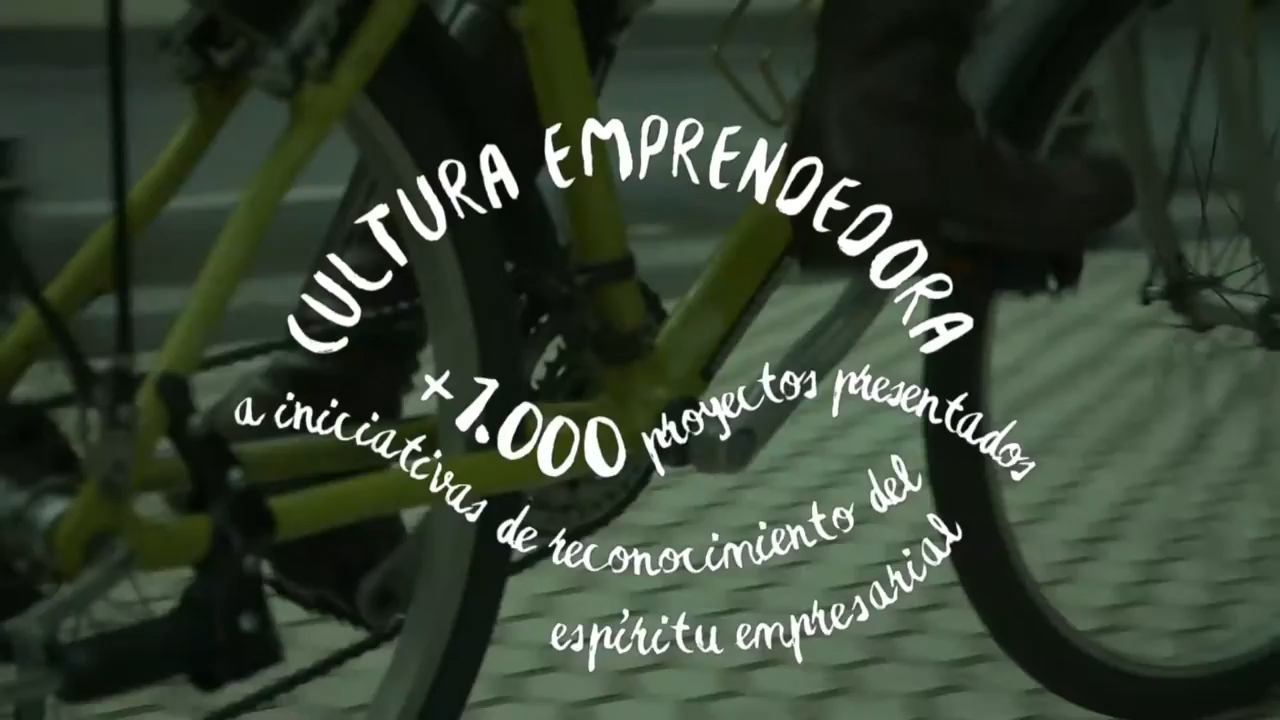 CULTURA EMPRENDEDORA
+1.000 proyectos presentados
a iniciativas de reconocimiento del
espíritu empresarial